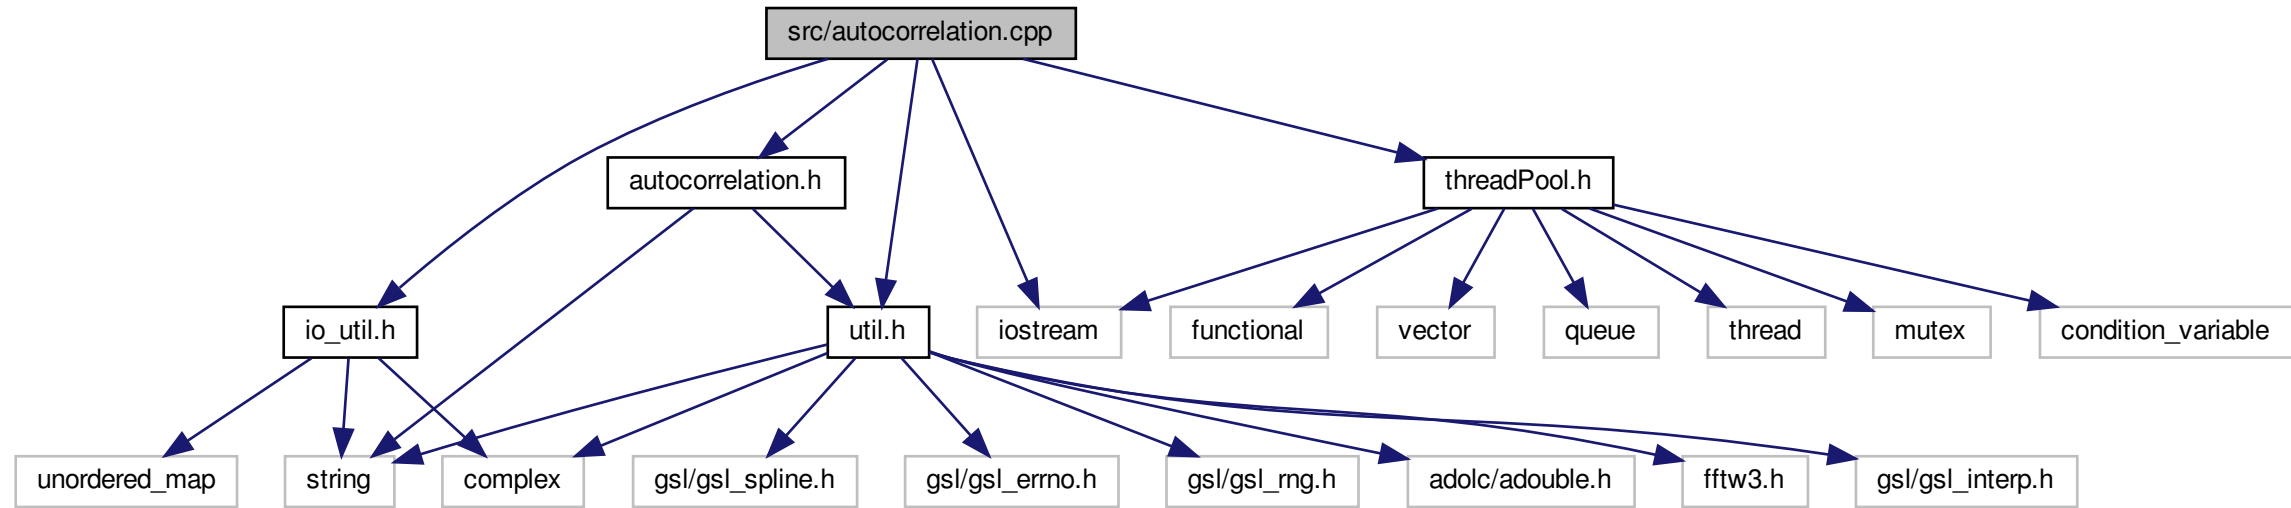 src/autocorrelation.cpp
autocorrelation.h
threadPool.h
io_util.h
util.h
iostream
functional
vector
queue
thread
mutex
condition_variable
unordered_map
string
complex
gsl/gsl_spline.h
gsl/gsl_errno.h
gsl/gsl_rng.h
adolc/adouble.h
fftw3.h
gsl/gsl_interp.h